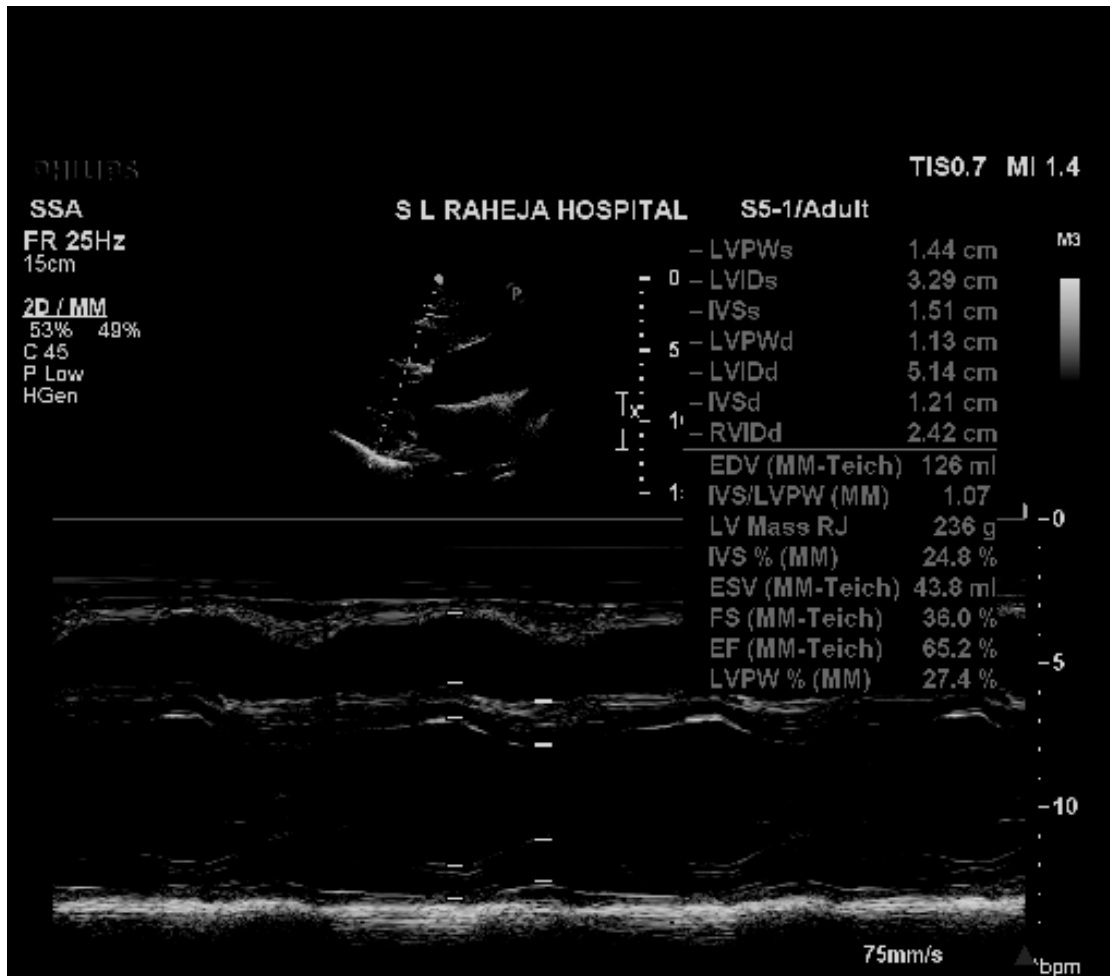 PHILIPS
TIS0.7 MI 1.4
SSA
S L RAHEJA HOSPITAL
S5-1/Adult
FR 25Hz
15cm
M3
2D / MM
53% 49%
C 45
P Low
HGen
P
0
5
X
– LVPWs 1.44 cm
– LVIDs 3.29 cm
– IVSs 1.51 cm
– LVPWd 1.13 cm
– LVIDd 5.14 cm
– IVSd 1.21 cm
– RVIDd 2.42 cm
EDV (MM-Teich) 126 ml
IVS/LVPW (MM) 1.07
LV Mass RJ 236 g
IVS % (MM) 24.8 %
ESV (MM-Teich) 43.8 ml
FS (MM-Teich) 36.0 %
EF (MM-Teich) 65.2 %
LVPW % (MM) 27.4 %
–0
–5
–10
75mm/s
*bpm